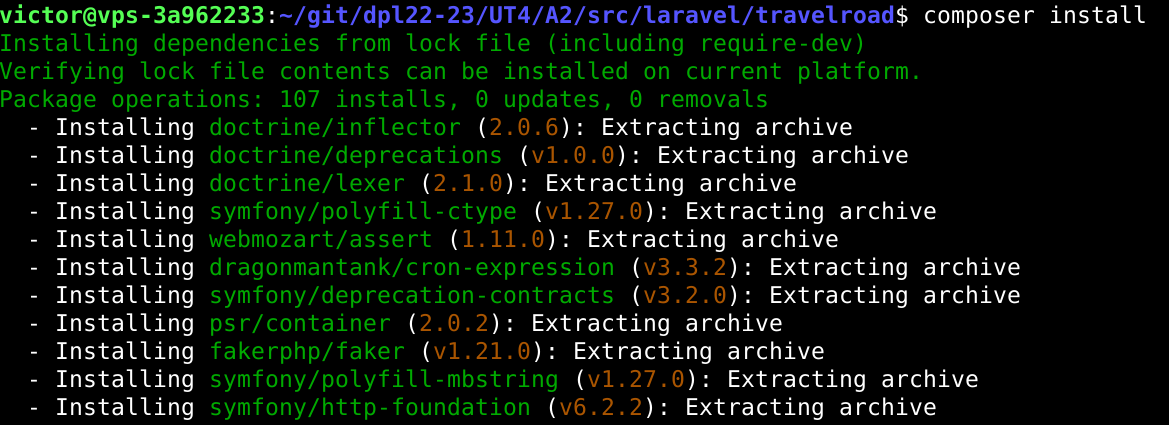 victor@vps-3a962233:~/git/dpl22-23/UT4/A2/src/laravel/travelroad$ composer install
Installing dependencies from lock file (including require-dev)
Verifying lock file contents can be installed on current platform.
Package operations: 107 installs, 0 updates, 0 removals
  - Installing doctrine/inflector (2.0.6): Extracting archive
  - Installing doctrine/deprecations (v1.0.0): Extracting archive
  - Installing doctrine/lexer (2.1.0): Extracting archive
  - Installing symfony/polyfill-ctype (v1.27.0): Extracting archive
  - Installing webmozart/assert (1.11.0): Extracting archive
  - Installing dragonmantank/cron-expression (v3.3.2): Extracting archive
  - Installing symfony/deprecation-contracts (v3.2.0): Extracting archive
  - Installing psr/container (2.0.2): Extracting archive
  - Installing fakerphp/faker (v1.21.0): Extracting archive
  - Installing symfony/polyfill-mbstring (v1.27.0): Extracting archive
  - Installing symfony/http-foundation (v6.2.2): Extracting archive